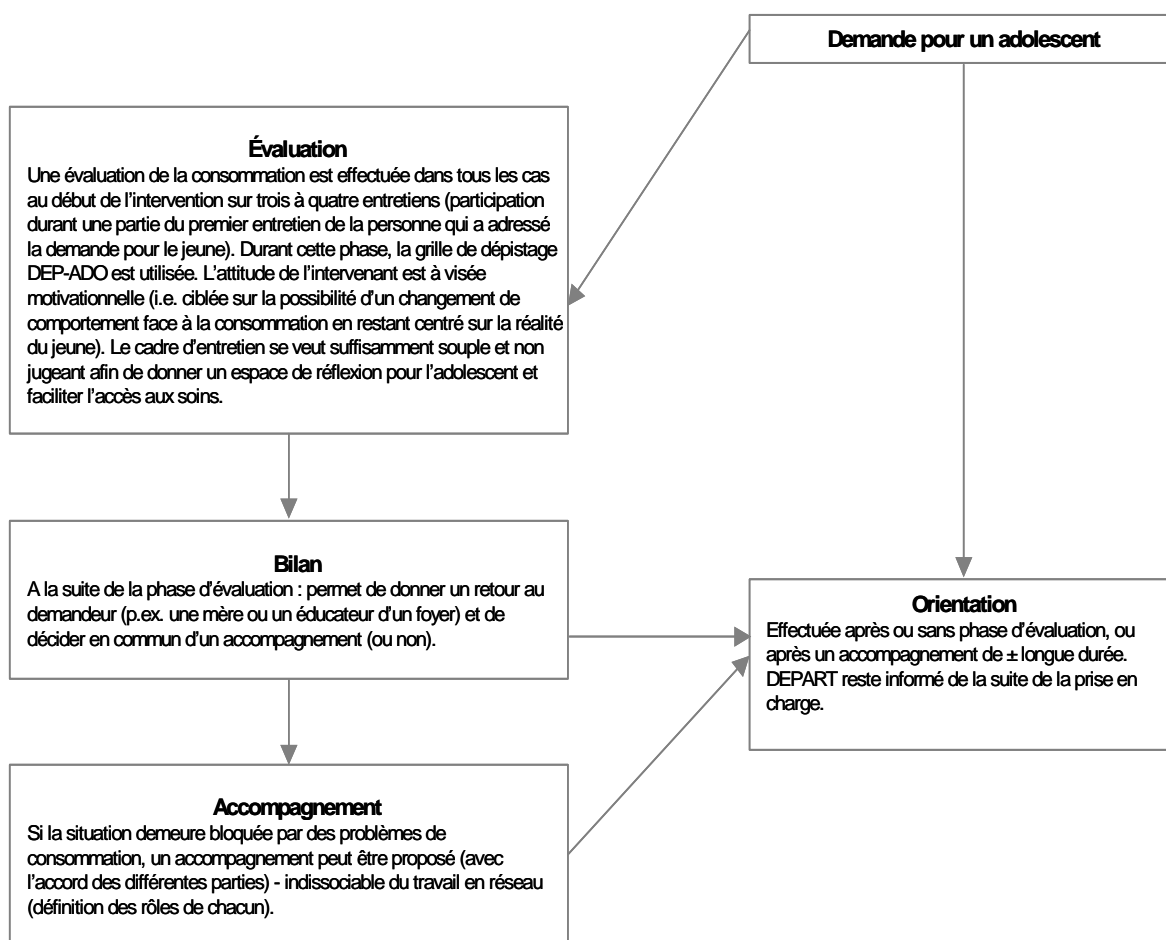 Demande pour un adolescent
Évaluation
Une évaluation de la consommation est effectuée dans tous les cas
au début de l'intervention sur trois à quatre entretiens (participation
durant une partie du premier entretien de la personne qui a adressé
la demande pour le jeune). Durant cette phase, la grille de dépistage
DEP-ADO est utilisée. L'attitude de l'intervenant est à visée
motivationnelle (i.e. ciblée sur la possibilité d'un changement de
comportement face à la consommation en restant centré sur la réalité
du jeune). Le cadre d'entretien se veut suffisamment souple et non
jugeant afin de donner un espace de réflexion pour l'adolescent et
faciliter l'accès aux soins.
Bilan
A la suite de la phase d'évaluation : permet de donner un retour au
demandeur (p.ex. une mère ou un éducateur d'un foyer) et de
décider en commun d'un accompagnement (ou non).
Orientation
Effectuée après ou sans phase d'évaluation, ou
après un accompagnement de ± longue durée.
DEPART reste informé de la suite de la prise en
charge.
Accompagnement
Si la situation demeure bloquée par des problèmes de
consommation, un accompagnement peut être proposé (avec
l'accord des différentes parties) - indissociable du travail en réseau
(définition des rôles de chacun).